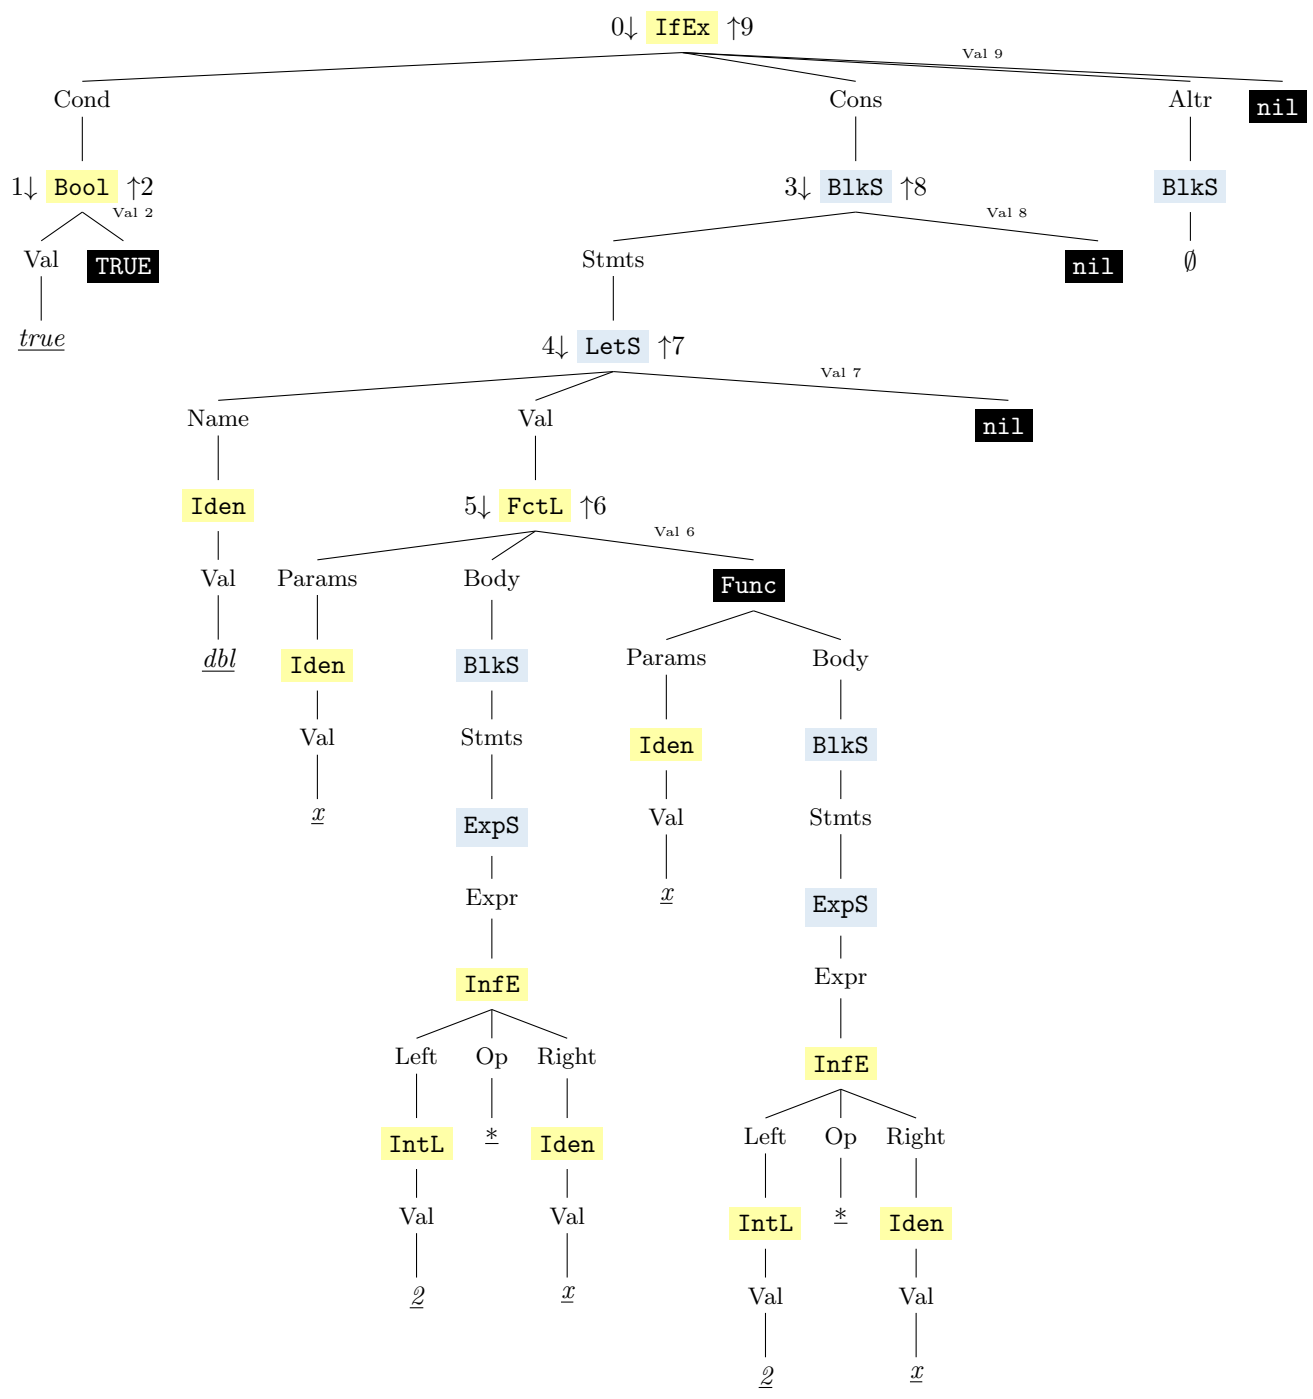 0↓ IfEx ↑9
Val 9
Cond Cons Altr nil
1↓ Bool ↑2 3↓ BlkS ↑8 BlkS
Val 2 Val 8
Val TRUE Stmts nil ∅
true 4↓ LetS ↑7
Val 7
Name Val nil
Iden 5↓ FctL ↑6
Val 6
Val Params Body Func
dbl Iden BlkS Params Body
Val Stmts Iden BlkS
x ExpS Val Stmts
Expr x ExpS
InfE Expr
Left Op Right InfE
IntL * Iden Left Op Right
Val Val IntL * Iden
2 x Val Val
2 x